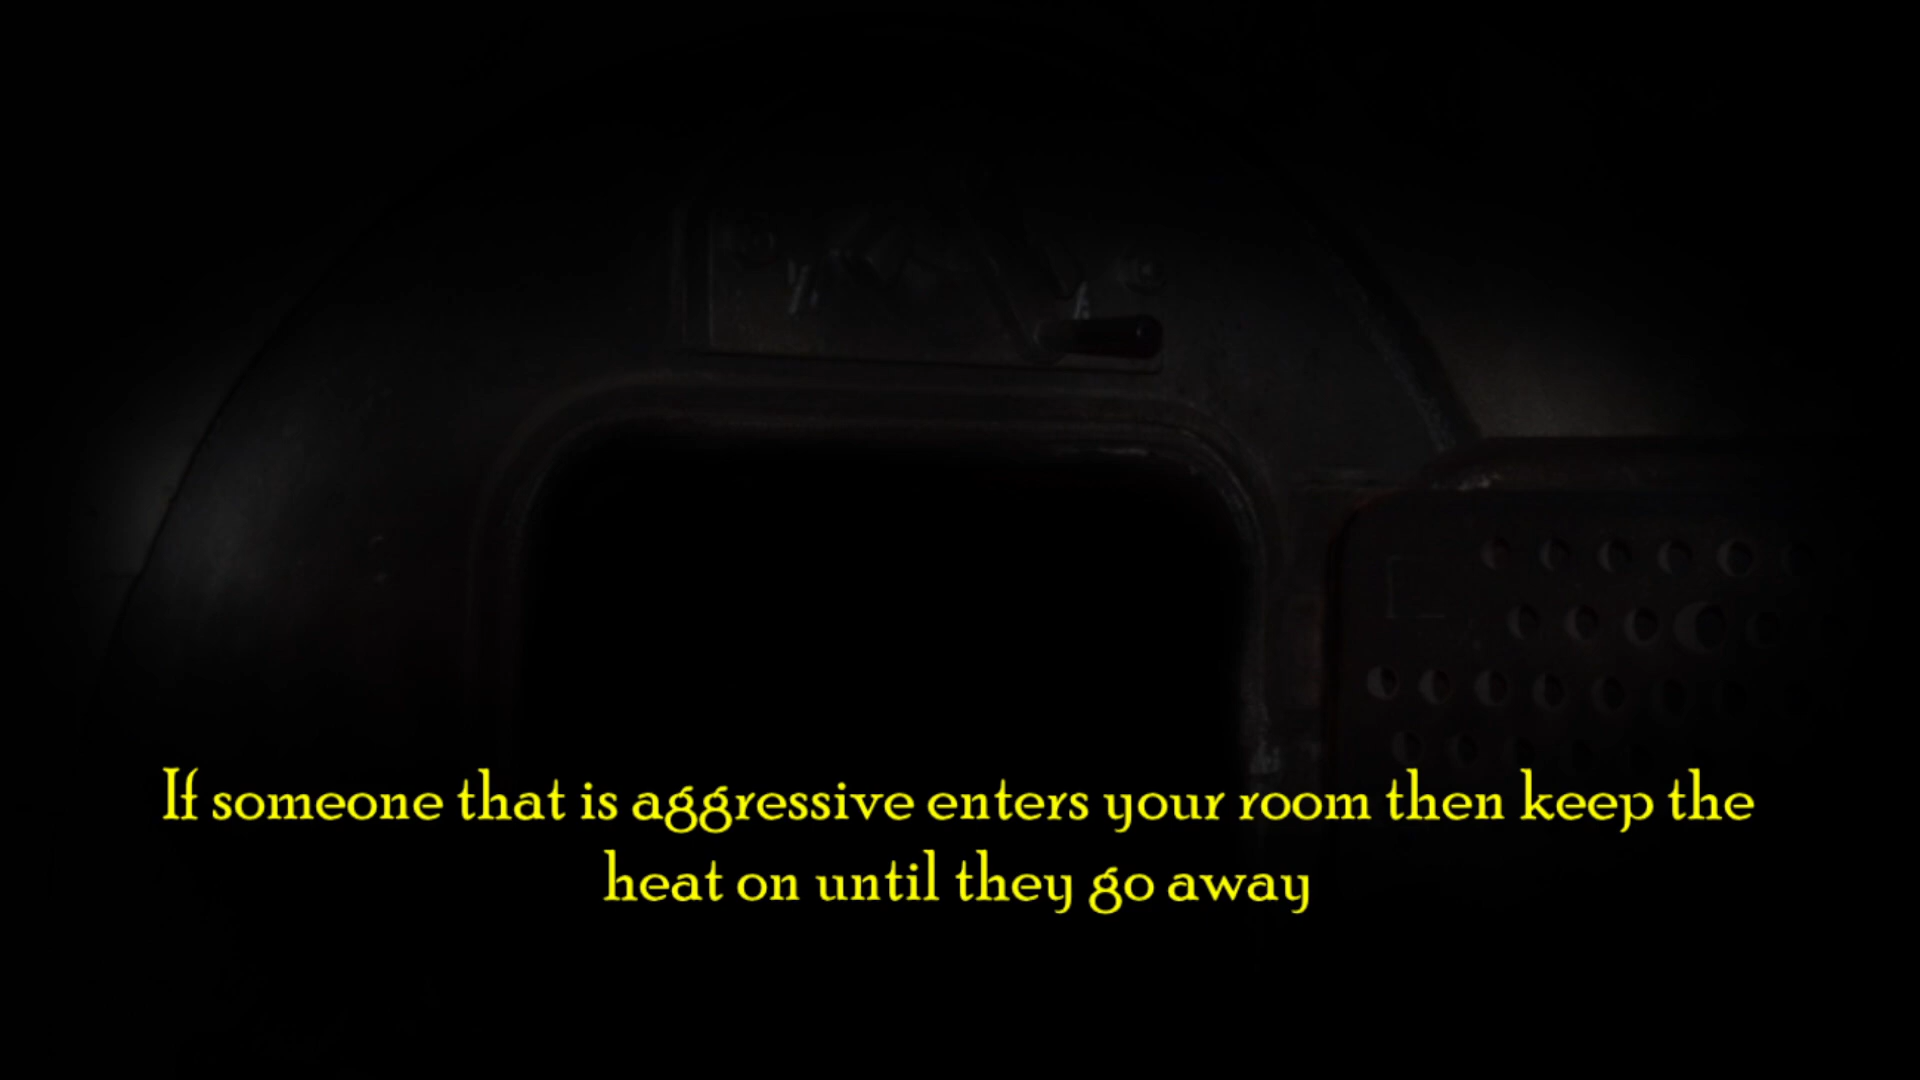 If someone that is aggressive enters your room then keep the
heat on until they go away